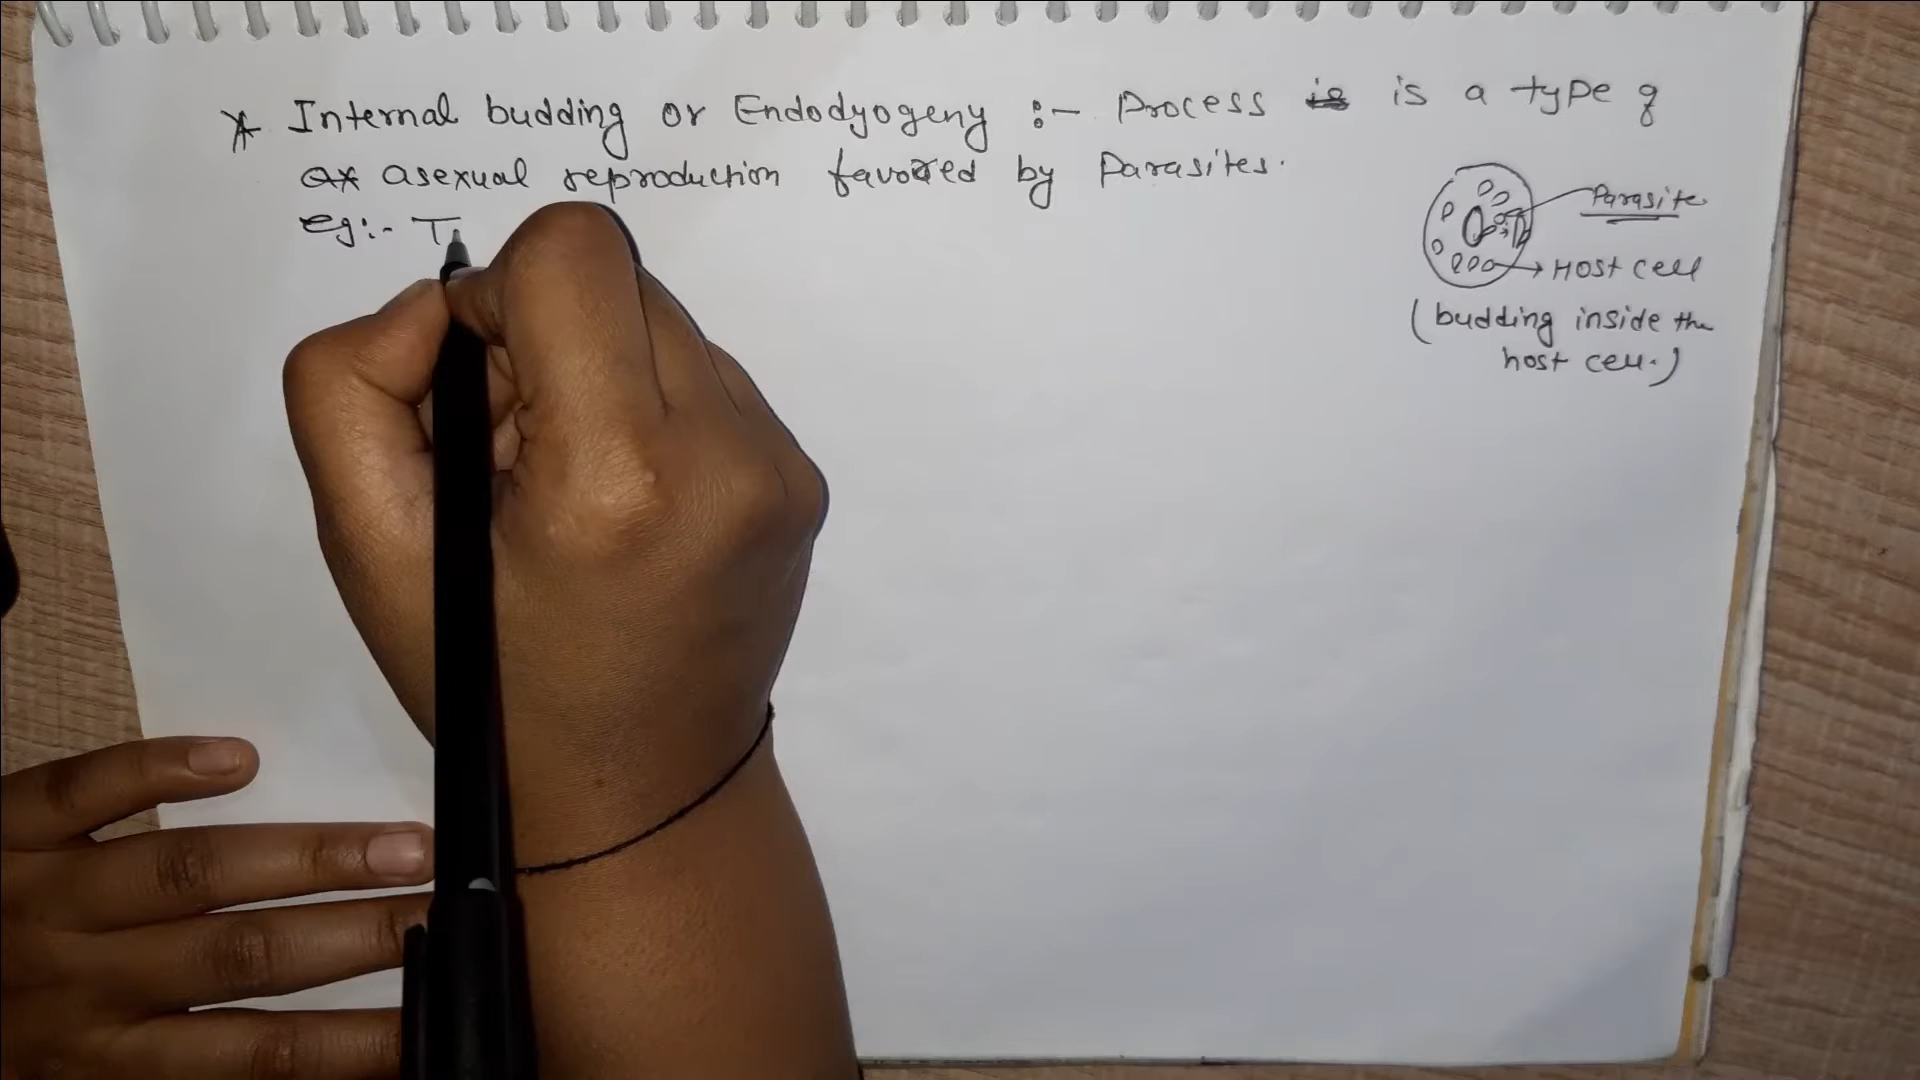 Internal budding or Endodyogeny :- Process is is a type of
ax asexual reproduction favored by Parasites.
eg:- T
Parasite
Host cell
(budding inside the
host cell.)